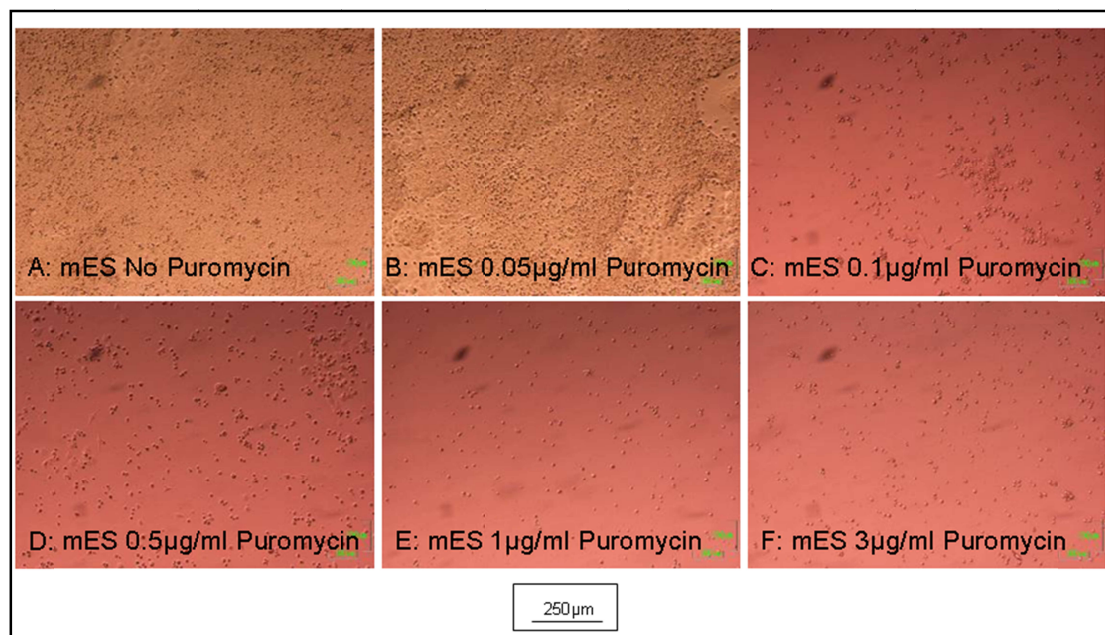 A: mES No Puromycin
B: mES 0.05µg/ml Puromycin
C: mES 0.1µg/ml Puromycin
D: mES 0.5µg/ml Puromycin
E: mES 1µg/ml Puromycin
F: mES 3µg/ml Puromycin
250µm